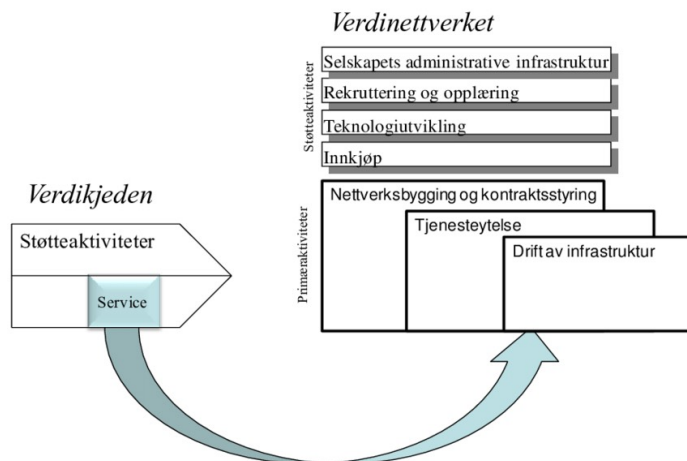 Verdinettverket
Støtteaktiviteter
Selskapets administrative infrastruktur
Rekruttering og opplæring
Teknologiutvikling
Innkjøp
Verdikjeden
Støtteaktiviteter
Service
Primæraktiviteter
Nettverksbygging og kontraktsstyring
Tjenesteytelse
Drift av infrastruktur